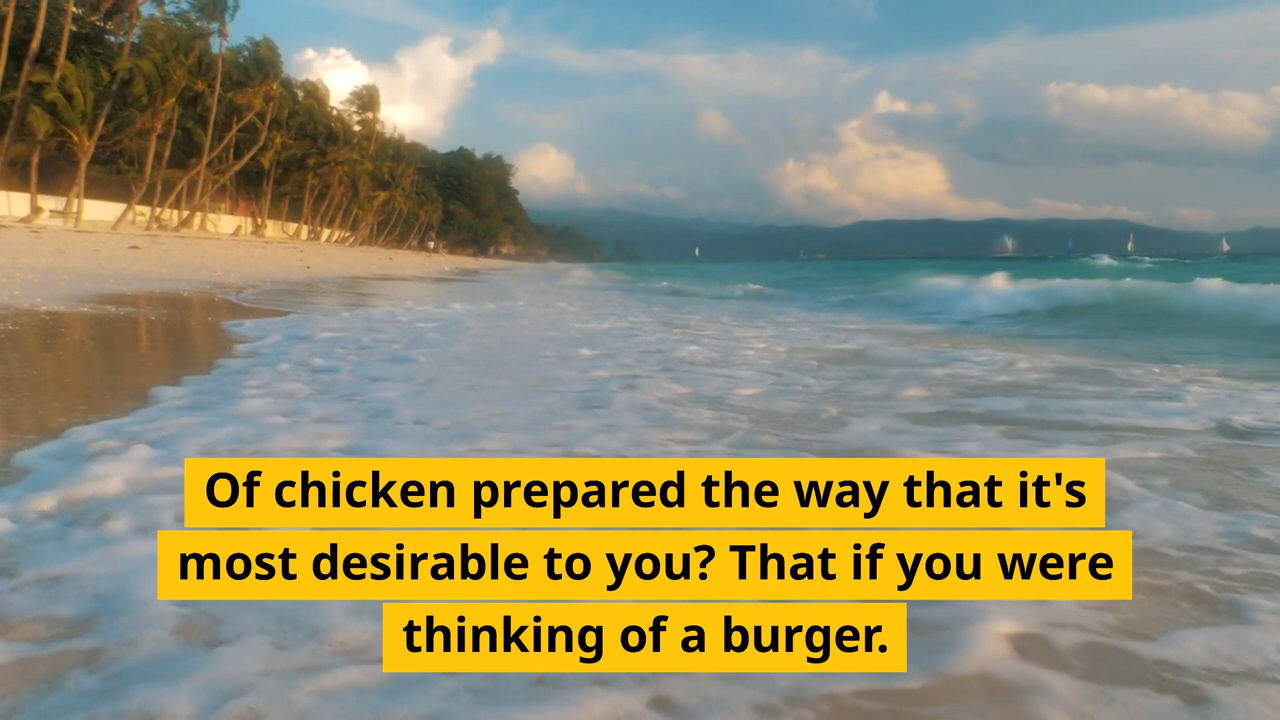 Of chicken prepared the way that it's
most desirable to you? That if you were
thinking of a burger.